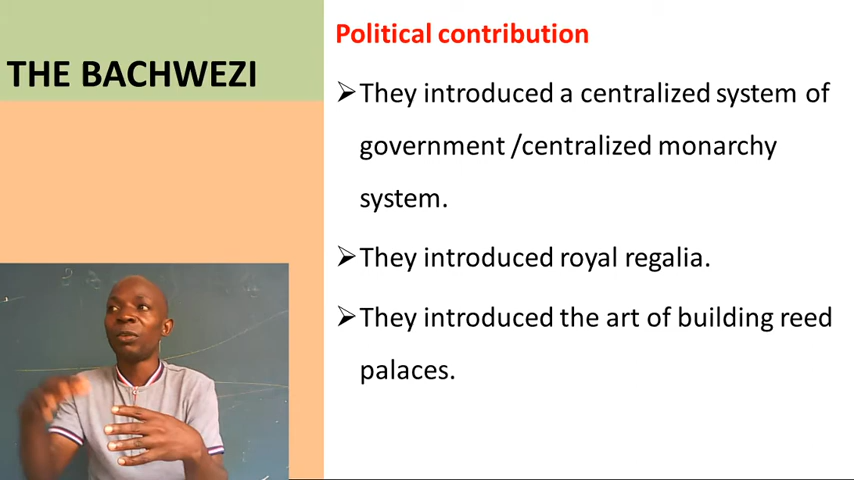 THE BACHWEZI
Political contribution
➢They introduced a centralized system of
government /centralized monarchy
system.
➢They introduced royal regalia.
➢They introduced the art of building reed
palaces.